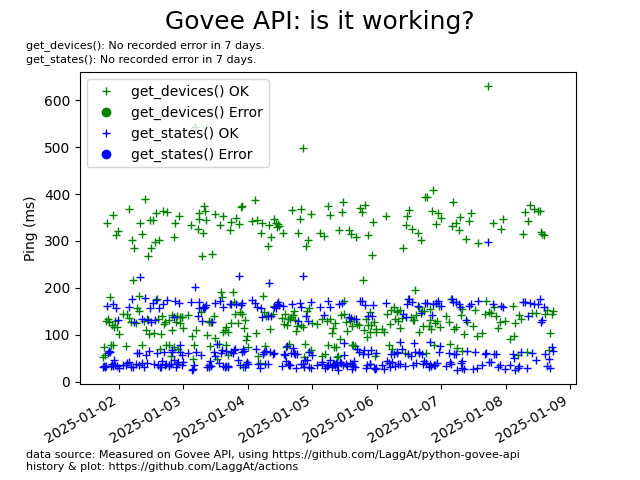 Govee API: is it working?
get_devices(): No recorded error in 7 days.
get_states(): No recorded error in 7 days.
get_devices() OK
get_devices() Error
get_states() OK
get_states() Error
Ping (ms)
600
500
400
300
200
100
0
2025-01-02
2025-01-03
2025-01-04
2025-01-05
2025-01-06
2025-01-07
2025-01-08
2025-01-09
data source: Measured on Govee API, using https://github.com/LaggAt/python-govee-api
history & plot: https://github.com/LaggAt/actions